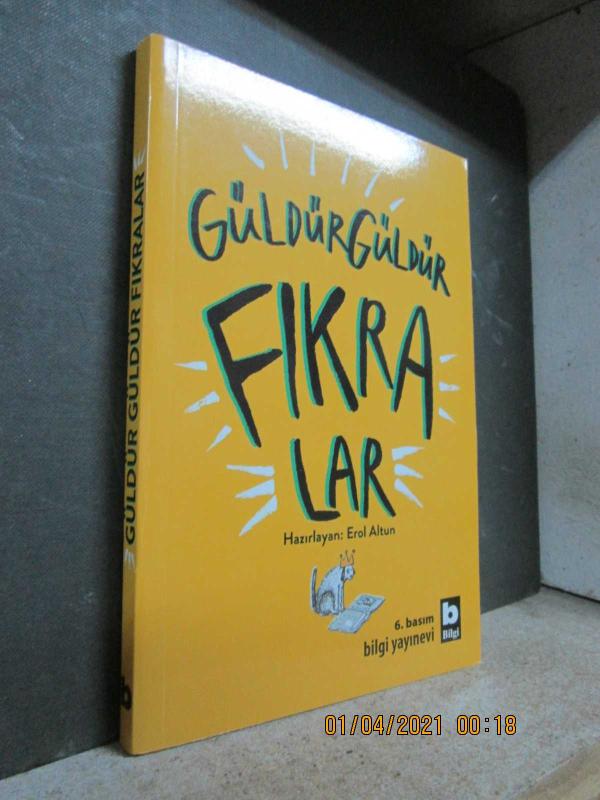 GÜLDÜR GÜLDÜR FIKRALAR
b
GÜLDÜR GÜLDÜR
FIKRA
LAR
Hazırlayan: Erol Altun
6. basım
bilgi yayınevi
b
Bilgi
01/04/2021 00:18